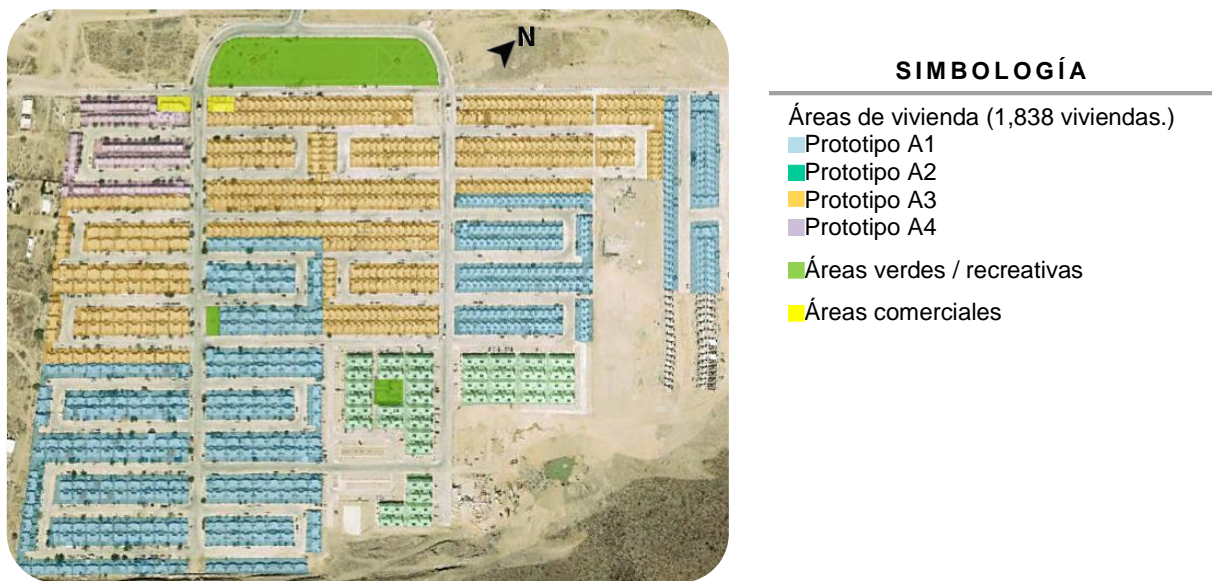 N
SIMBOLOGÍA
Áreas de vivienda (1,838 viviendas.)
Prototipo A1
Prototipo A2
Prototipo A3
Prototipo A4
Áreas verdes / recreativas
Áreas comerciales